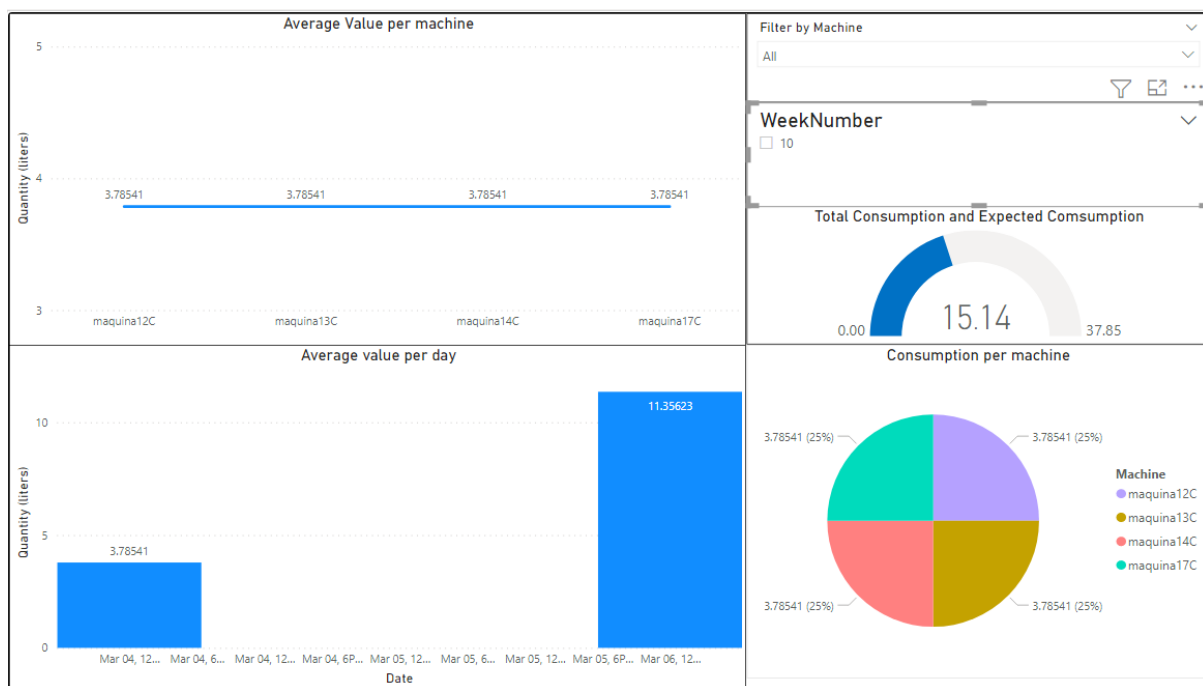 Average Value per machine
5
4
3
Quantity (liters)
3.78541
3.78541
3.78541
3.78541
maquina12C
maquina13C
maquina14C
maquina17C
Filter by Machine
All
WeekNumber
10
Total Consumption and Expected Comsumption
0.00
15.14
37.85
Average value per day
10
5
0
Quantity (liters)
3.78541
11.35623
Mar 04, 12...
Mar 04, 6...
Mar 04, 12...
Mar 04, 6P...
Mar 05, 12...
Mar 05, 6...
Mar 05, 12...
Mar 05, 6P...
Mar 06, 12...
Date
Consumption per machine
3.78541 (25%)
3.78541 (25%)
3.78541 (25%)
3.78541 (25%)
Machine
maquina12C
maquina13C
maquina14C
maquina17C